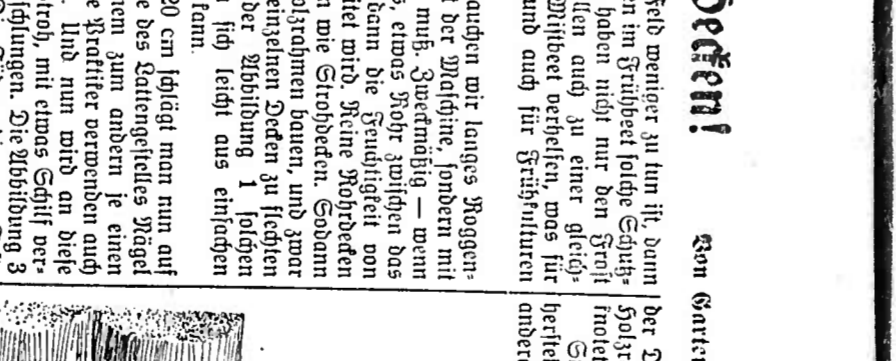 Decken!
Von Garten
feld weniger zu tun ist, dann
en im Frühbeet solche Schutz=
haben nicht nur den Frost
llen auch zu einer gleich=
Mistbeet verhelfen, was für
und auch für Frühkulturen
auchen wir langes Roggen=
t der Maschine, sondern mit
muß. Zweckmäßig — wenn
s, etwas Rohr zwischen das
dann die Feuchtigkeit von
itet wird. Reine Rohrdecken
n wie Strohdecken. Sodann
olzrahmen bauen, und zwar
einzelnen Decken zu flechten
der Abbildung 1 solchen
sich leicht aus einfachen
kann.
20 cm schlägt man nun auf
e des Lattengestelles Nägel
nem zum andern je einen
e Praktiker verwenden auch
. Und nun wird an diese
troh, mit etwas Schilf ver=
schlungen. Die Abbildung 3
der D
Holzr
knotet
S
herstel
andere